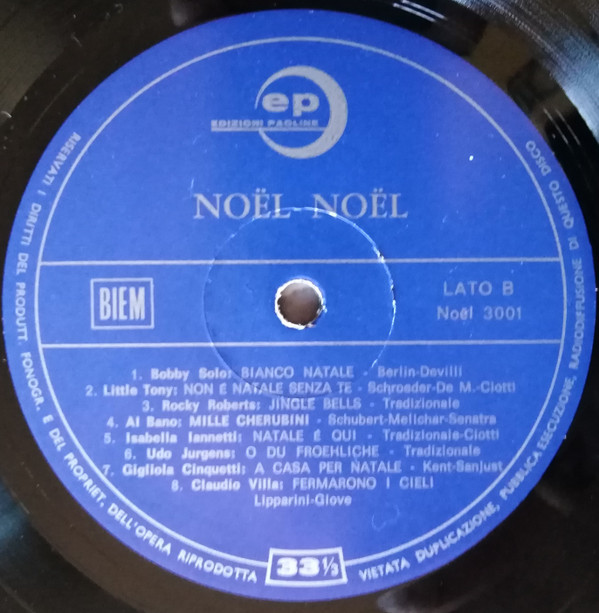 ep
EDIZIONI PAOLINE
NOËL NOËL
BIEM
LATO B
Noël 3001
1. Bobby Solo: BIANCO NATALE - Berlin-Devilli
2. Little Tony: NON È NATALE SENZA TE - Schroeder-De M.-Ciotti
3. Rocky Roberts: JINGLE BELLS - Tradizionale
4. Al Bano: MILLE CHERUBINI - Schubert-Melichar-Senatra
5. Isabella Iannetti: NATALE É QUI - Tradizionale-Ciotti
6. Udo Jurgens: O DU FROEHLICHE - Tradizionale
7. Gigliola Cinquetti: A CASA PER NATALE - Kent-Sanjust
8. Claudio Villa: FERMARONO I CIELI
Lipparini-Giove
33 1/3
RISERVATI I DIRITTI DEL PRODUTT. FONOGR. E DEL PROPRIET. DELL'OPERA RIPRODOTTA
VIETATA DUPLICAZIONE, PUBBLICA ESECUZIONE, RADIODIFFUSIONE DI QUESTO DISCO